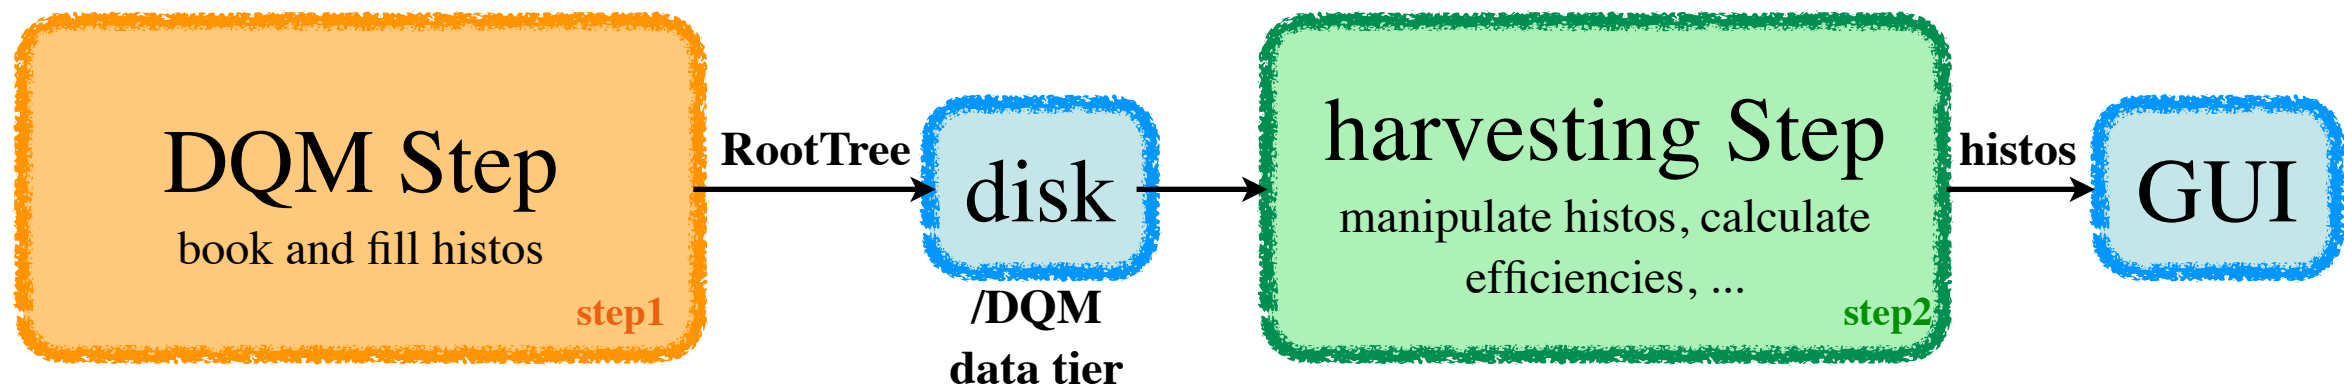 DQM Step
book and fill histos
step1
RootTree
disk
/DQM
data tier
harvesting Step
manipulate histos, calculate
efficiencies, ...
step2
histos
GUI